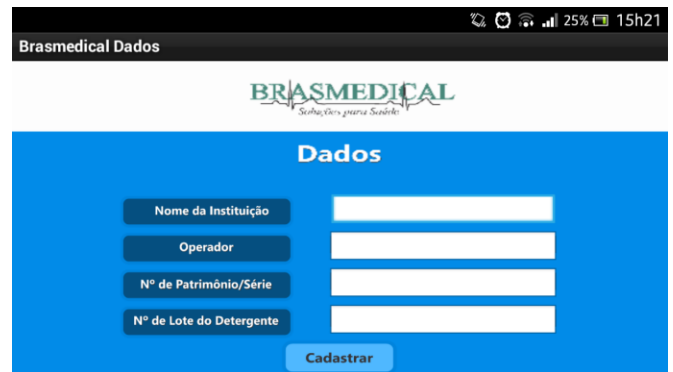 25% 15h21
Brasmedical Dados
BRASMEDICAL
Soluções para Saúde
Dados
Nome da Instituição
Operador
Nº de Patrimônio/Série
Nº de Lote do Detergente
Cadastrar